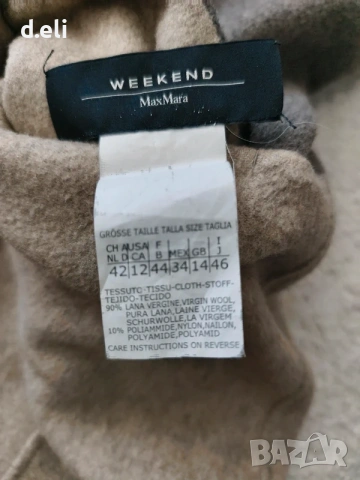 d.eli
WEEKEND
MaxMara
GRÖSSE TAILLE TALLA SIZE TAGLIA
CH A USA F I
NL D CA B MEX GB J
42 12 44 34 14 46
TESSUTO-TISSU-CLOTH-STOFF-
TEJIDO-TECIDO
90% LANA VERGINE,VIRGIN WOOL,
PURA LANA, LAINE VIERGE,
SCHURWOLLE, LA VIRGEM
10% POLIAMMIDE,NYLON,NAILON,
POLYAMIDE, POLYAMID
CARE INSTRUCTIONS ON REVERSE
BAZAR